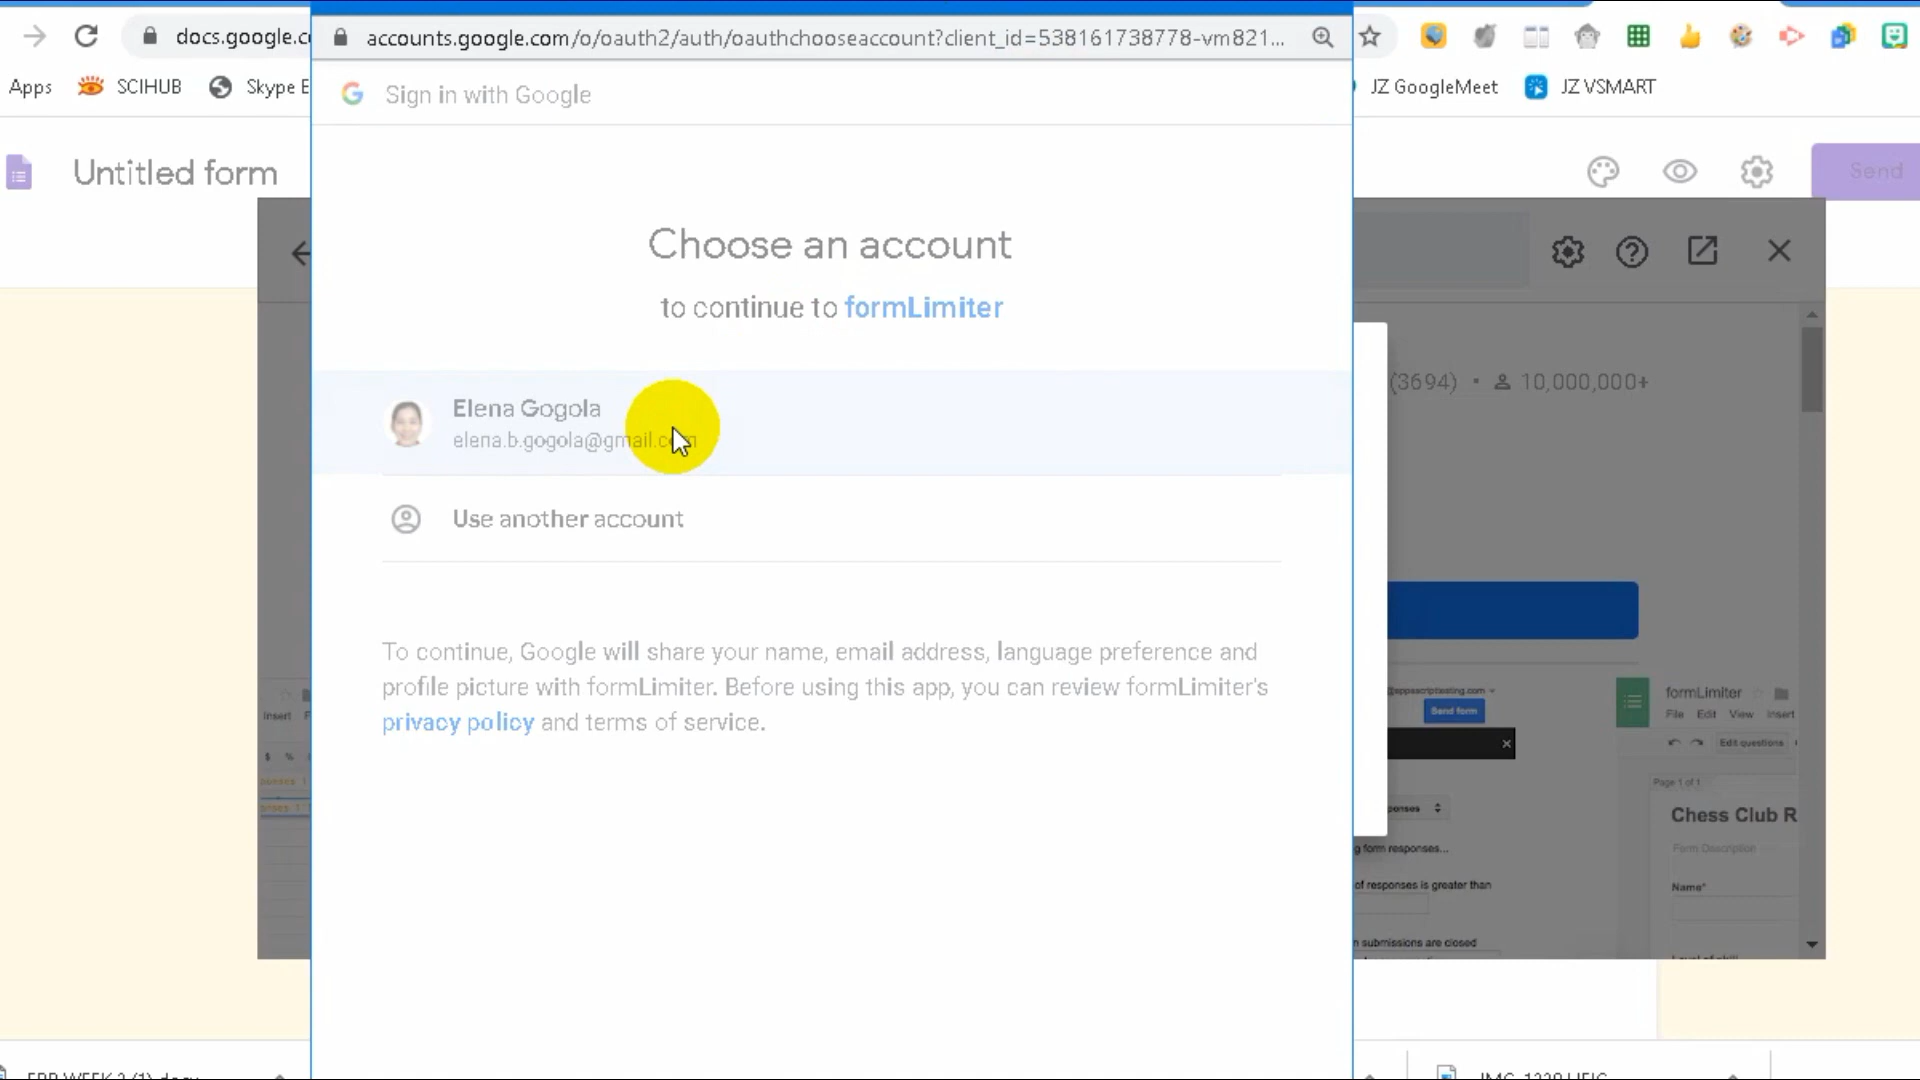 docs.google.c
accounts.google.com/o/oauth2/auth/oauthchooseaccount?client_id=538161738778-vm821...
Apps
SCIHUB
Skype E
JZ GoogleMeet
JZ VSMART
Sign in with Google
Untitled form
Send
Choose an account
to continue to formLimiter
(3694)
10,000,000+
Elena Gogola
elena.b.gogola@gmail.com
Use another account
To continue, Google will share your name, email address, language preference and
profile picture with formLimiter. Before using this app, you can review formLimiter's
privacy policy and terms of service.
Insert
Send form
formLimiter
File Edit View Insert
Edit questions
Page 1 of 1
Chess Club R
Form Description
g form responses...
of responses is greater than
Name*
n submissions are closed